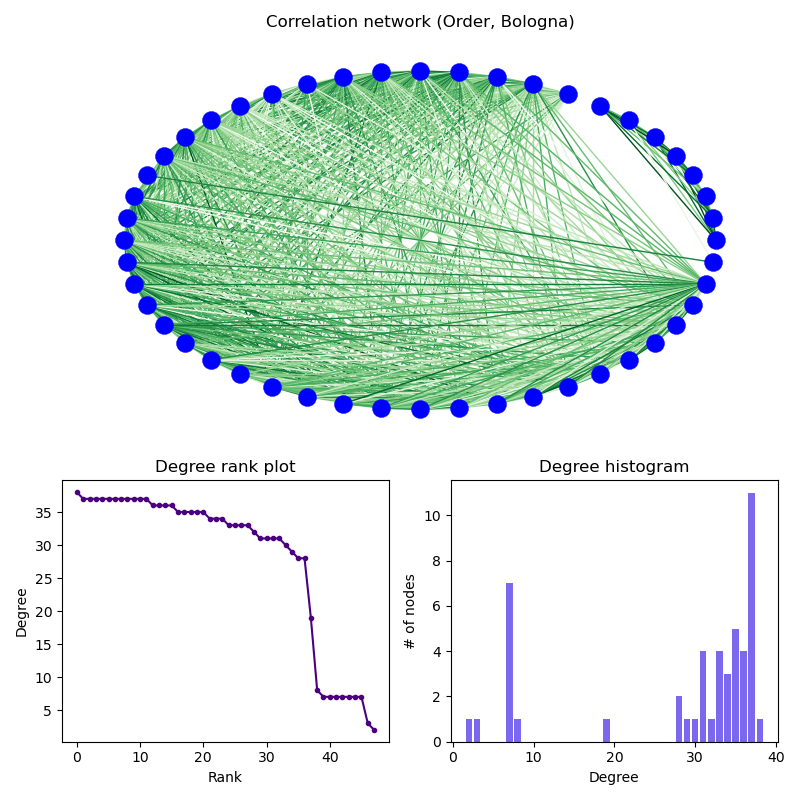 Correlation network (Order, Bologna)
Degree rank plot
Degree
35
30
25
20
15
10
5
0 10 20 30 40
Rank
Degree histogram
# of nodes
10
8
6
4
2
0
0 10 20 30 40
Degree